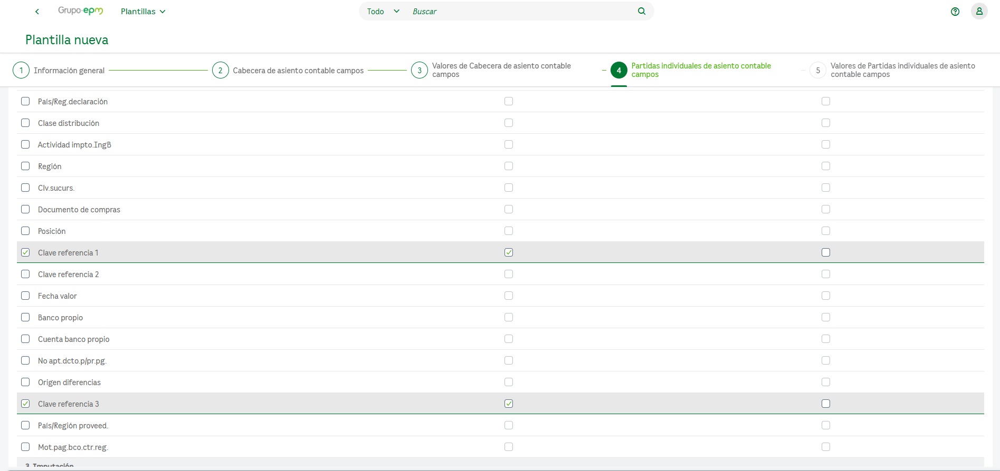 Grupo·epm
Plantillas
Todo
Buscar
Plantilla nueva
1 Información general
2 Cabecera de asiento contable campos
3 Valores de Cabecera de asiento contable
campos
4 Partidas individuales de asiento contable
campos
5 Valores de Partidas individuales de asiento
contable campos
País/Reg.declaración
Clase distribución
Actividad impto.IngB
Región
Clv.sucurs.
Documento de compras
Posición
Clave referencia 1
Clave referencia 2
Fecha valor
Banco propio
Cuenta banco propio
No apt.dcto.p/pr.pg.
Origen diferencias
Clave referencia 3
País/Región proveed.
Mot.pag.bco.ctr.reg.
3. Imputación